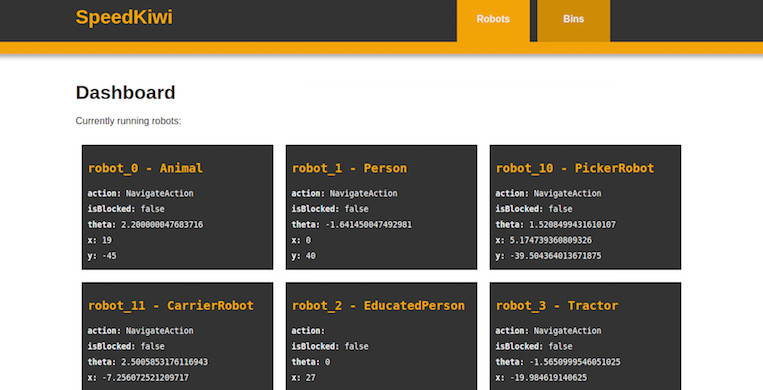 SpeedKiwi
Robots
Bins
Dashboard
Currently running robots:
robot_0 - Animal
action: NavigateAction
isBlocked: false
theta: 2.200000047683716
x: 19
y: -45
robot_1 - Person
action: NavigateAction
isBlocked: false
theta: -1.641450047492981
x: 0
y: 40
robot_10 - PickerRobot
action: NavigateAction
isBlocked: false
theta: 1.5208499431610107
x: 5.174739360809326
y: -39.504364013671875
robot_11 - CarrierRobot
action: NavigateAction
isBlocked: false
theta: 2.5005853176116943
x: -7.256072521209717
robot_2 - EducatedPerson
action:
isBlocked: false
theta: 0
x: 27
robot_3 - Tractor
action: NavigateAction
isBlocked: false
theta: -1.5650999546051025
x: -19.984619140625